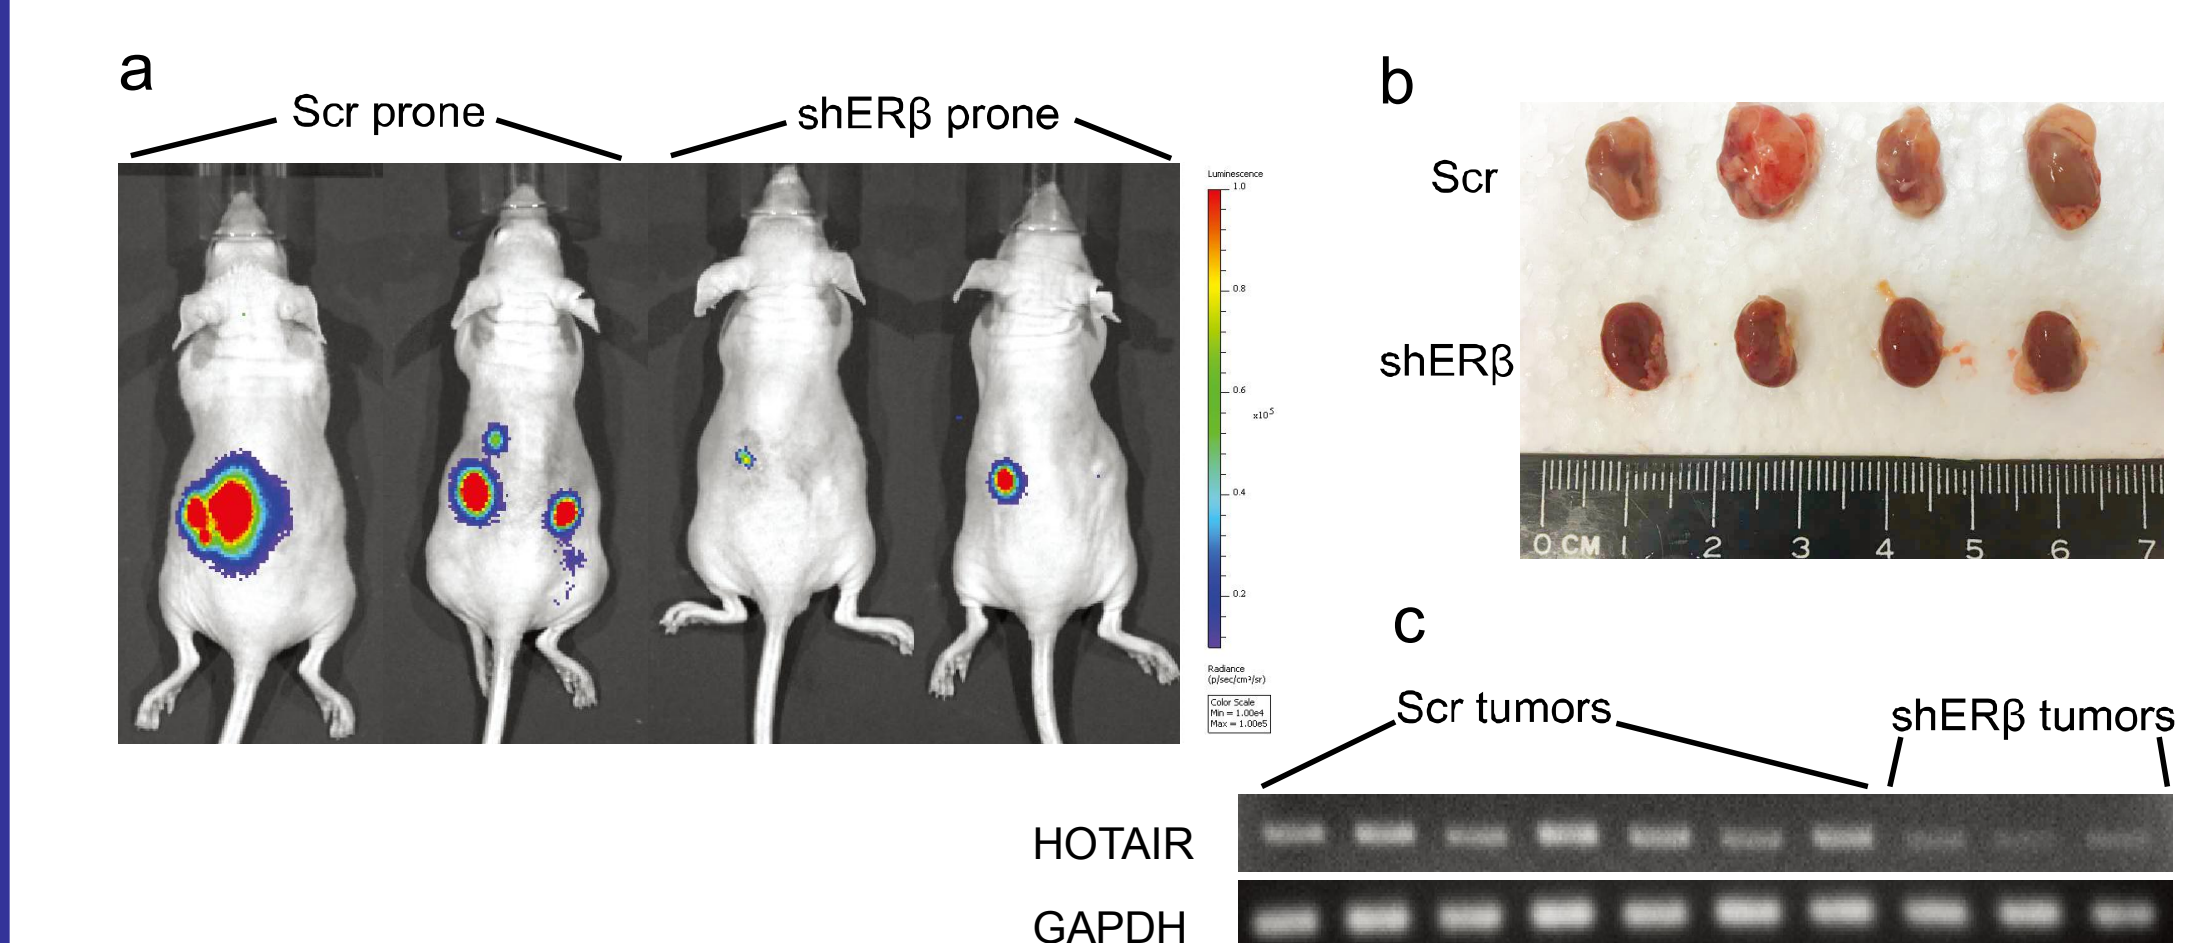 a
Scr prone
shERβ prone
Luminescence
1.0
0.8
0.6
x10⁵
0.4
0.2
Radiance
(p/sec/cm²/sr)
Color Scale
Min = 1.00e4
Max = 1.00e5
b
Scr
shERβ
0 CM 1 2 3 4 5 6 7
c
Scr tumors
shERβ tumors
HOTAIR
GAPDH